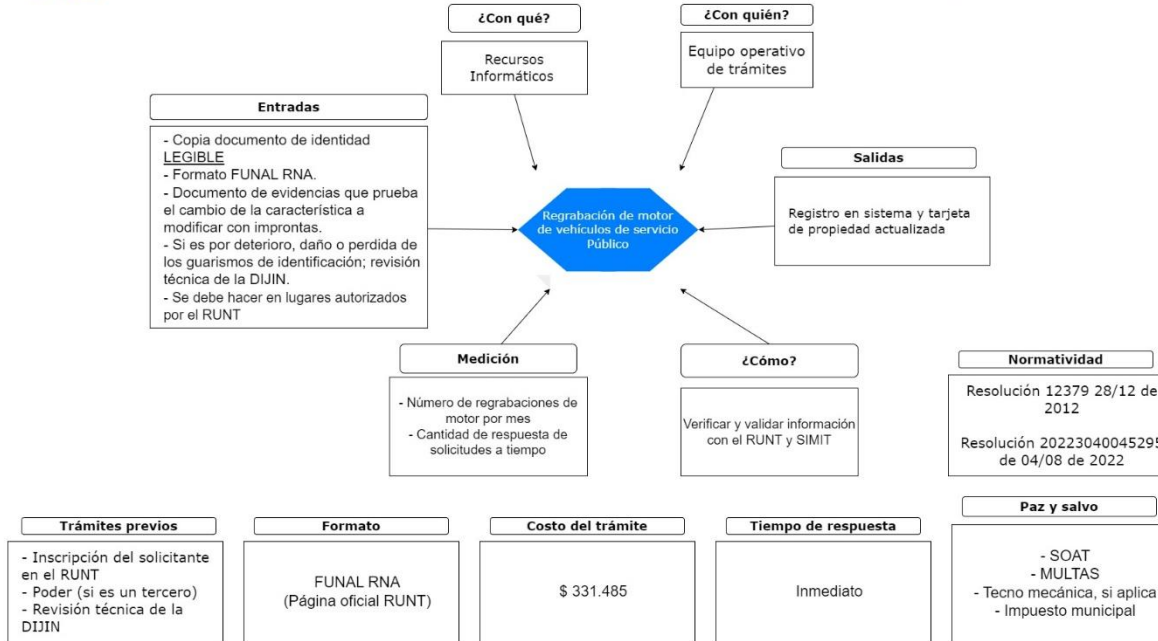 ¿Con qué?
Recursos
Informáticos
¿Con quién?
Equipo operativo
de trámites
Entradas
- Copia documento de identidad
LEGIBLE
- Formato FUNAL RNA.
- Documento de evidencias que prueba
el cambio de la característica a
modificar con improntas.
- Si es por deterioro, daño o perdida de
los guarismos de identificación; revisión
técnica de la DIJIN.
- Se debe hacer en lugares autorizados
por el RUNT
Regrabación de motor
de vehículos de servicio
Público
Salidas
Registro en sistema y tarjeta
de propiedad actualizada
Medición
- Número de regrabaciones de
motor por mes
- Cantidad de respuesta de
solicitudes a tiempo
¿Cómo?
Verificar y validar información
con el RUNT y SIMIT
Normatividad
Resolución 12379 28/12 de
2012
Resolución 20223040045295
de 04/08 de 2022
Trámites previos
- Inscripción del solicitante
en el RUNT
- Poder (si es un tercero)
- Revisión técnica de la
DIJIN
Formato
FUNAL RNA
(Página oficial RUNT)
Costo del trámite
$ 331.485
Tiempo de respuesta
Inmediato
Paz y salvo
- SOAT
- MULTAS
- Tecno mecánica, si aplica
- Impuesto municipal